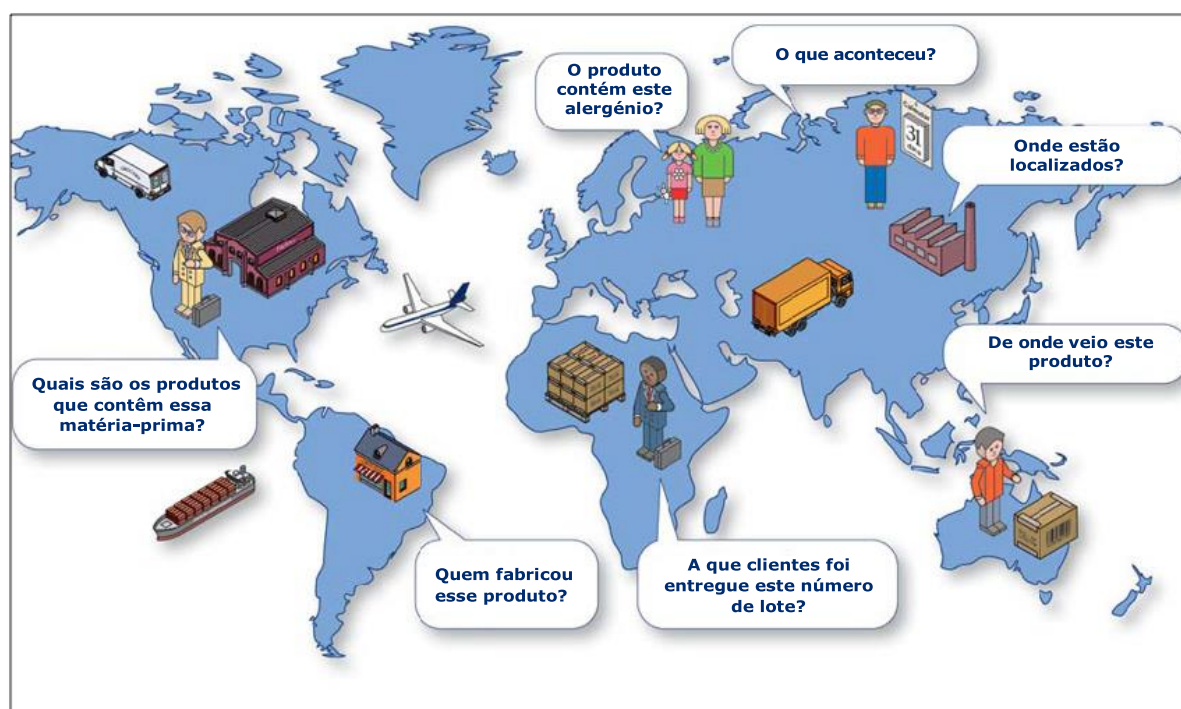 O que aconteceu?
O produto
contém este
alergénio?
31
Onde estão
localizados?
De onde veio este
produto?
Quais são os produtos
que contêm essa
matéria-prima?
Quem fabricou
esse produto?
A que clientes foi
entregue este número
de lote?